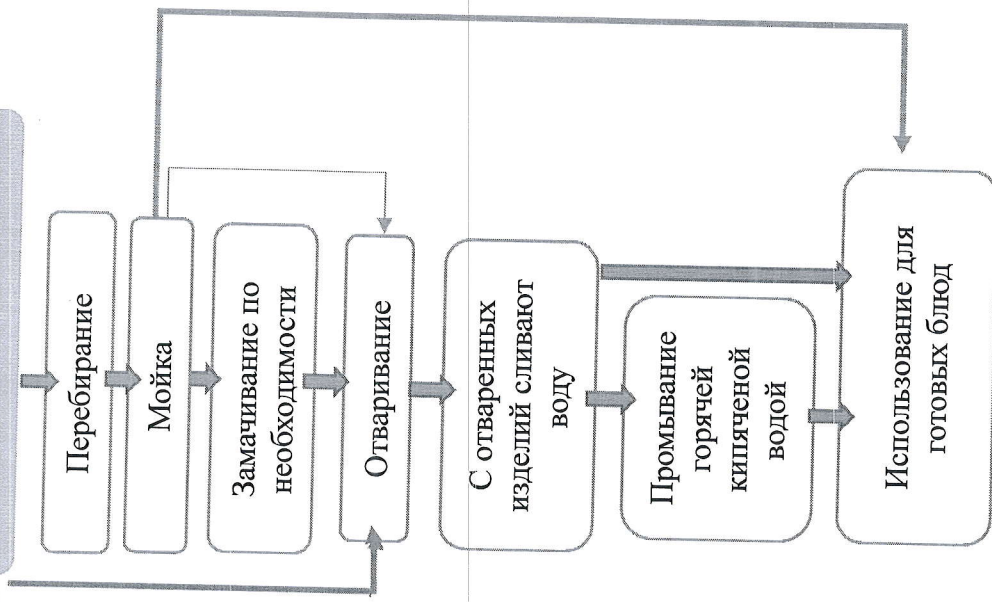 Перебирание
Мойка
Замачивание по
необходимости
Отваривание
С отваренных
изделий сливают
воду
Промывание
горячей
кипяченой
водой
Использование для
готовых блюд